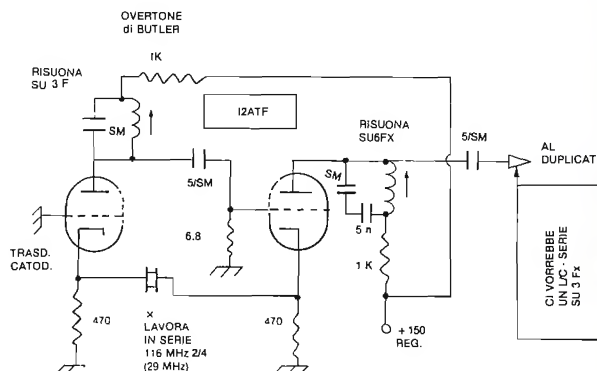 OVERTONE
di BUTLER
1K
RISUONA
SU 3 F
SM
I2ATF
5/SM
RISUONA
SU6FX
SM
5 n
5/SM
AL
DUPLICAT
6.8
1 K
TRASD.
CATOD.
470
X
LAVORA
IN SERIE
116 MHz 2/4
(29 MHz)
470
+ 150
REG.
CI VORREBBE
UN L/C - SERIE
SU 3 Fx